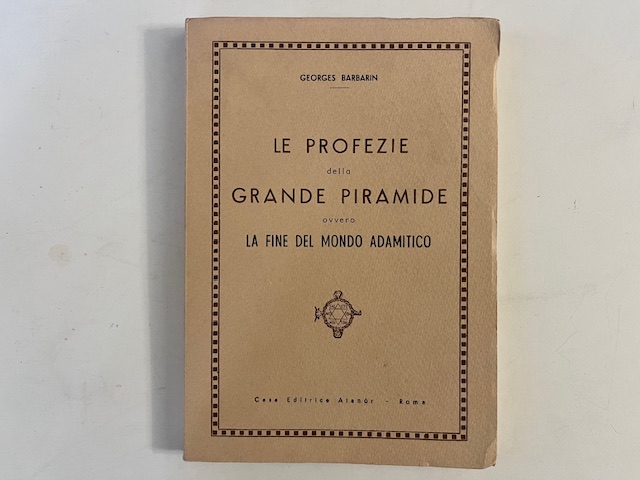 GEORGES BARBARIN
LE PROFEZIE
della
GRANDE PIRAMIDE
ovvero
LA FINE DEL MONDO ADAMITICO
Casa Editrice Atanòr - Roma